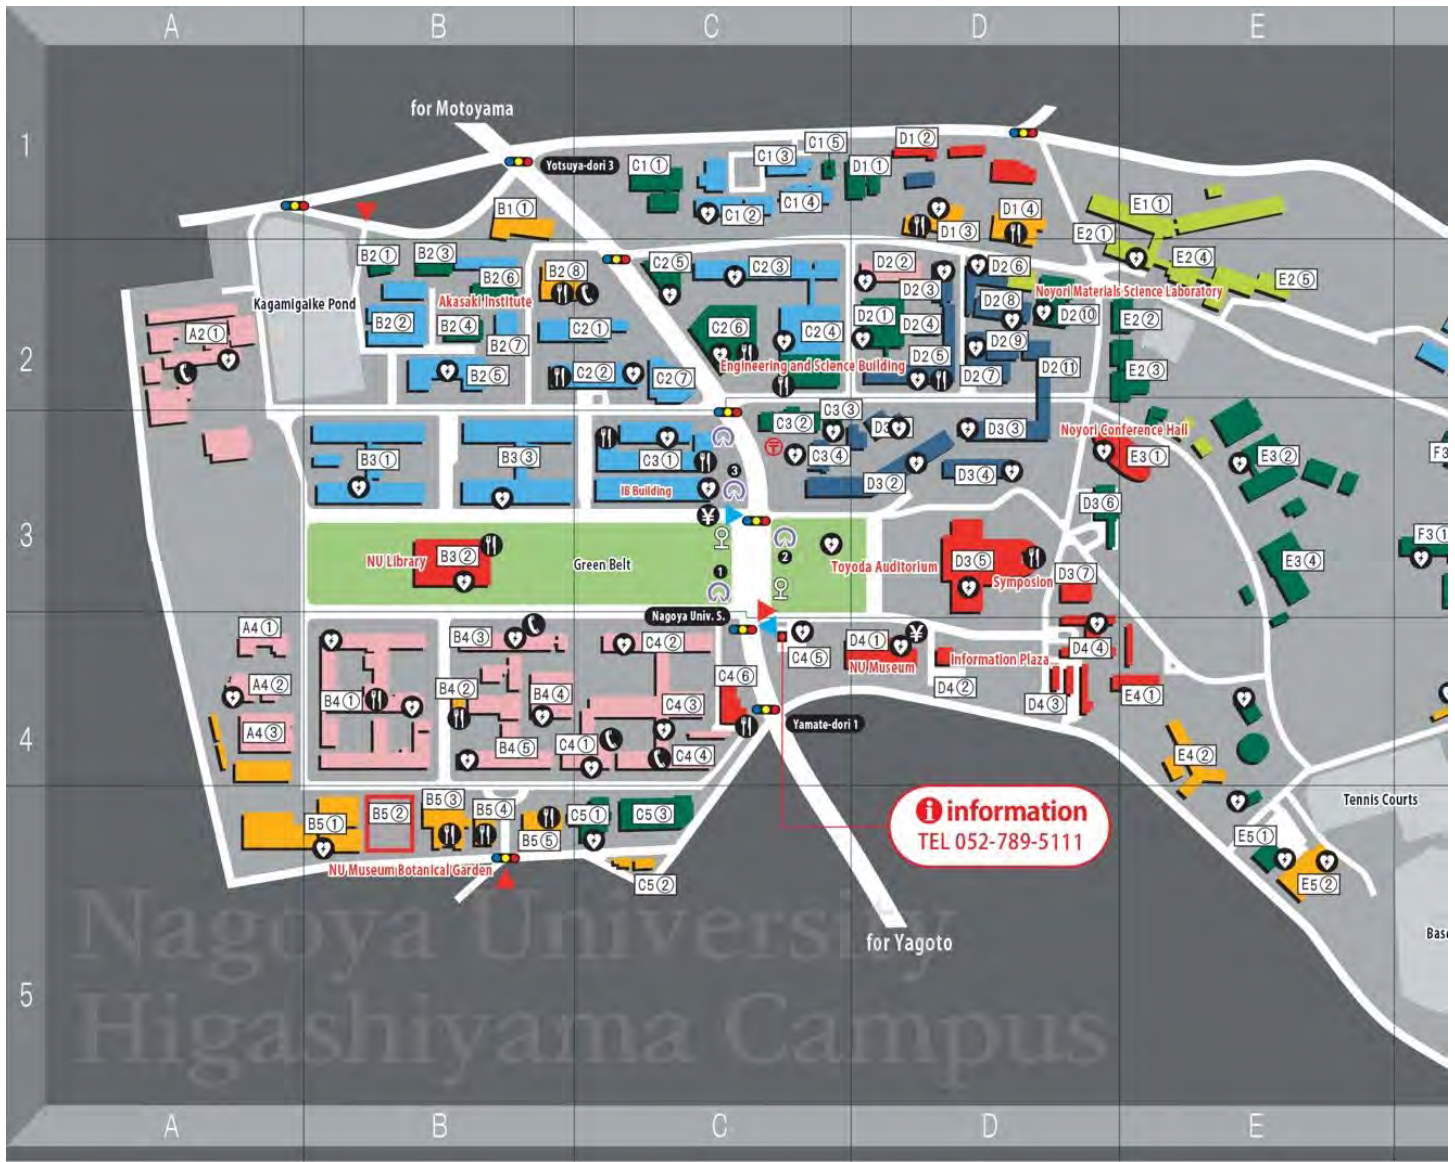 A B C D E
1
for Motoyama
Yotsuya-dori 3
C1① C1③ C1⑤ D1① D1②
C1② C1④
B1① D1③ D1④ E1①
E2①
B2① B2③ C2⑤ C2③ D2② D2⑥ E2④ E2⑤
B2⑥ B2⑧ D2③
Kagamigaike Pond
Akasaki Institute
Noyori Materials Science Laboratory
D2⑧ D2⑩
2
A2① B2② B2④ C2① C2⑥ C2④ D2① D2④ E2②
B2⑦ D2⑨
B2⑤ C2② C2⑦ D2⑤ D2⑦ D2⑪ E2③
Engineering and Science Building
C3② C3③ D3③
Noyori Conference Hall
〒
B3① B3③ C3① C3④ E3① E3② F3
IB Building
3
D3② D3④
D3⑥
¥
3
NU Library
B3②
Green Belt
2
1
Toyoda Auditorium
D3⑤
Symposion
D3⑦
E3④ F3①
Nagoya Univ. S.
A4① B4③ C4② C4⑤ D4① ¥ D4④
NU Museum
Information Plaza
A4② B4① B4② B4④ C4⑥ D4② D4③ E4①
A4③ C4③
Yamate-dori 1
4
B4⑤ C4① C4④ E4②
B5① B5② B5③ B5④ B5⑤ C5① C5③
i information
TEL 052-789-5111
Tennis Courts
E5①
NU Museum Botanical Garden
C5② E5②
Nagoya University
for Yagoto
Base
5
Higashiyama Campus
A B C D E